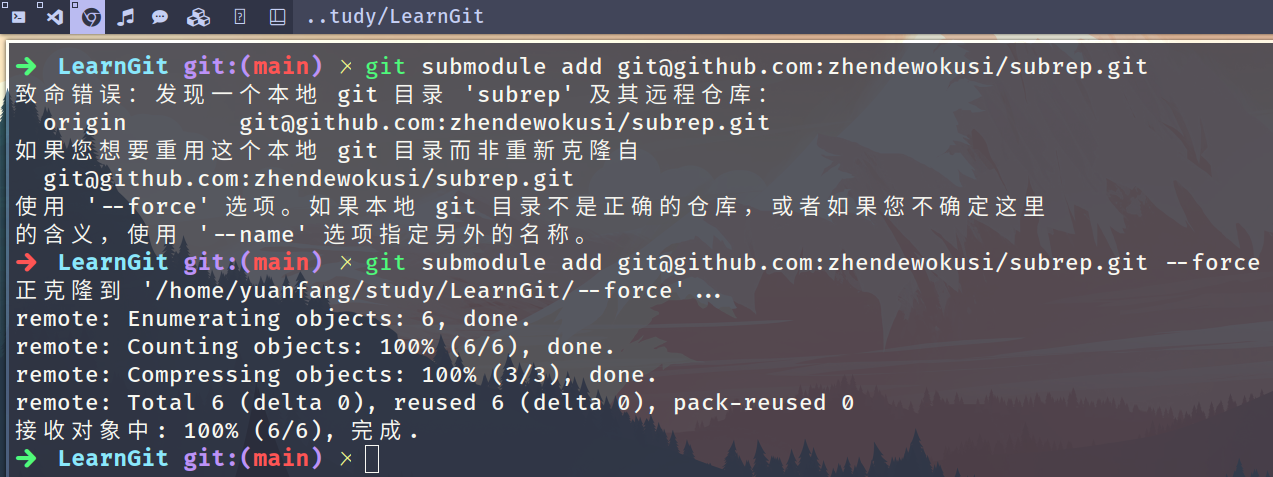 ..tudy/LearnGit
➜ LearnGit git:(main) ✗ git submodule add git@github.com:zhendewokusi/subrep.git
致命错误：发现一个本地 git 目录 'subrep' 及其远程仓库：
  origin        git@github.com:zhendewokusi/subrep.git
如果您想要重用这个本地 git 目录而非重新克隆自
  git@github.com:zhendewokusi/subrep.git
使用 '--force' 选项。如果本地 git 目录不是正确的仓库，或者如果您不确定这里
的含义，使用 '--name' 选项指定另外的名称。
➜ LearnGit git:(main) ✗ git submodule add git@github.com:zhendewokusi/subrep.git --force
正克隆到 '/home/yuanfang/study/LearnGit/--force'...
remote: Enumerating objects: 6, done.
remote: Counting objects: 100% (6/6), done.
remote: Compressing objects: 100% (3/3), done.
remote: Total 6 (delta 0), reused 6 (delta 0), pack-reused 0
接收对象中: 100% (6/6), 完成.
➜ LearnGit git:(main) ✗